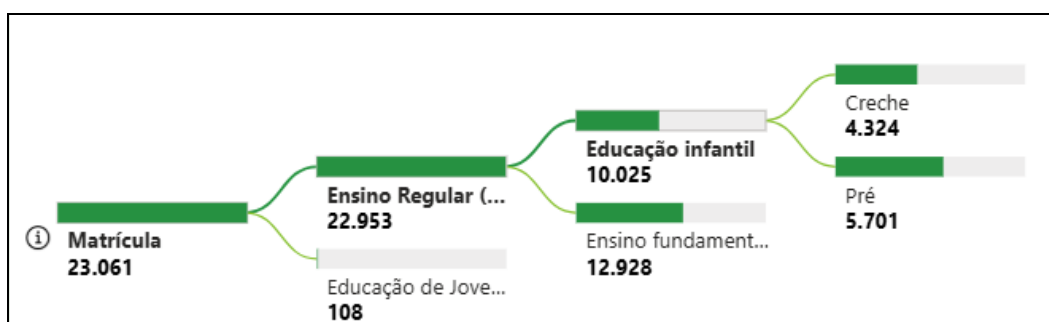 Matrícula
23.061
Ensino Regular (...
22.953
Educação de Jove...
108
Educação infantil
10.025
Ensino fundament...
12.928
Creche
4.324
Pré
5.701